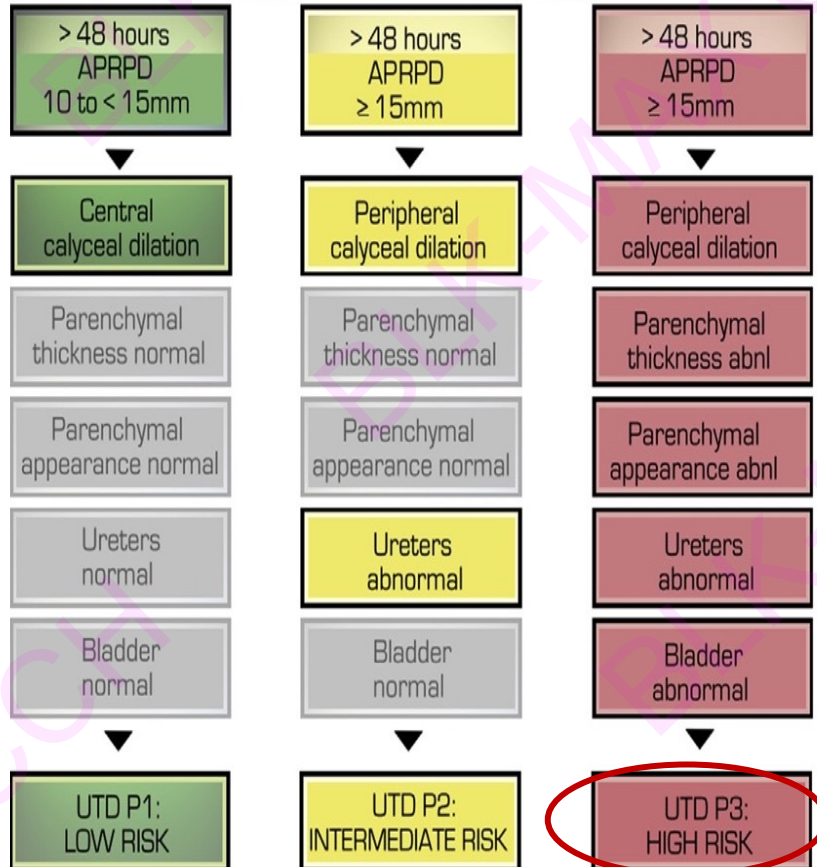 > 48 hours
APRPD
10 to < 15mm
> 48 hours
APRPD
≥ 15mm
> 48 hours
APRPD
≥ 15mm
Central
calyceal dilation
Peripheral
calyceal dilation
Peripheral
calyceal dilation
Parenchymal
thickness normal
Parenchymal
thickness normal
Parenchymal
thickness abnl
Parenchymal
appearance normal
Parenchymal
appearance normal
Parenchymal
appearance abnl
Ureters
normal
Ureters
abnormal
Ureters
abnormal
Bladder
normal
Bladder
normal
Bladder
abnormal
UTD P1:
LOW RISK
UTD P2:
INTERMEDIATE RISK
UTD P3:
HIGH RISK
BLK-MAX